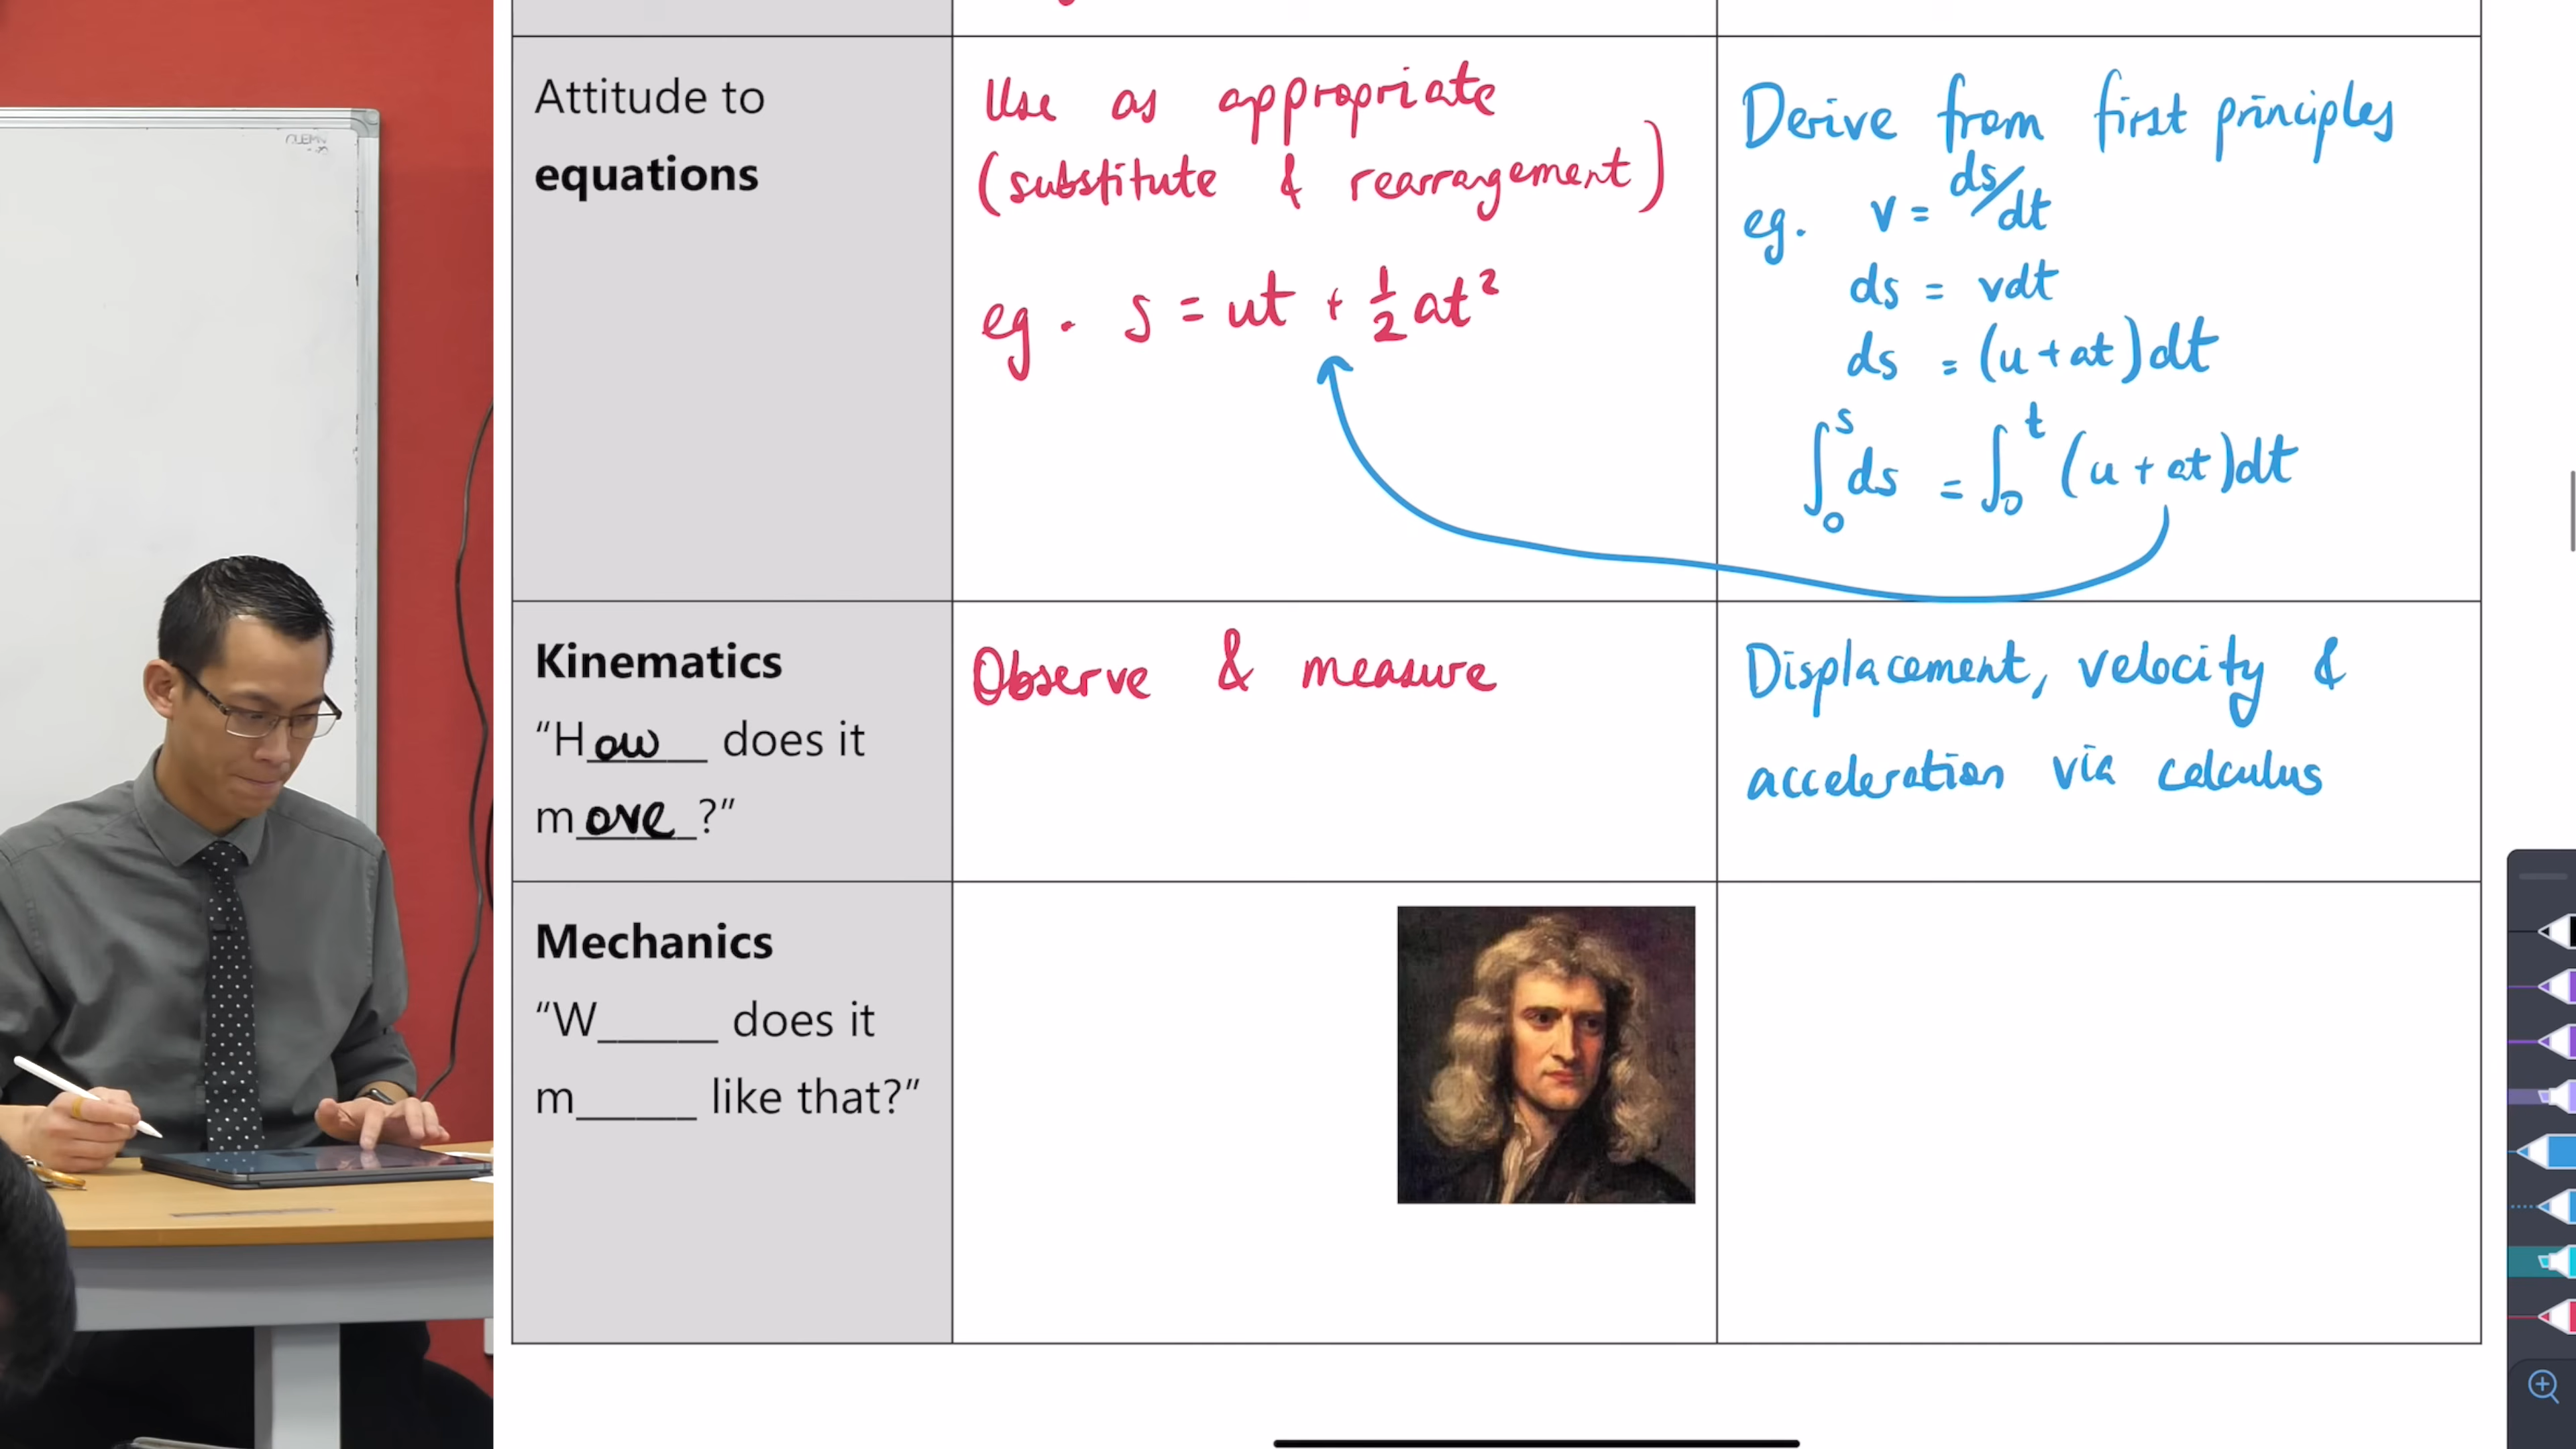 Attitude to
equations
Use as appropriate
(substitute & rearrangement)
eg. s = ut + 1/2 at²
Derive from first principles
eg. v = ds/dt
ds = vdt
ds = (u + at)dt
∫₀ˢ ds = ∫₀ᵗ (u + at)dt
Kinematics
“How does it
move?”
Observe & measure
Displacement, velocity &
acceleration via calculus
Mechanics
“W_____ does it
m_____ like that?”